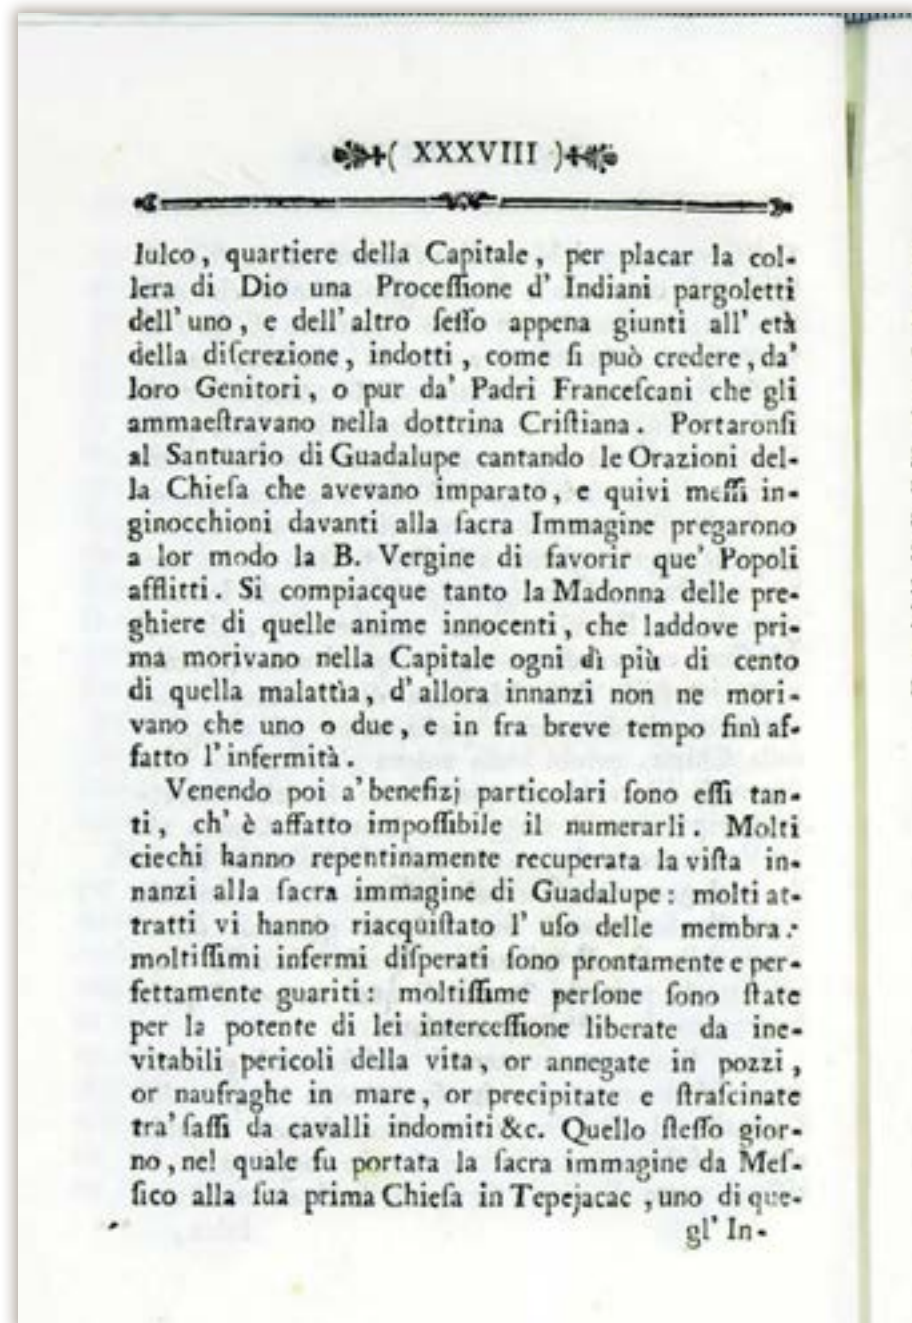 ( XXXVIII )
lulco, quartiere della Capitale, per placar la col-
lera di Dio una Proceſſione d' Indiani pargoletti
dell' uno, e dell' altro ſeſſo appena giunti all' età
della diſcrezione, indotti, come ſi può credere, da'
loro Genitori, o pur da' Padri Franceſcani che gli
ammaeſtravano nella dottrina Criſtiana. Portaronſi
al Santuario di Guadalupe cantando le Orazioni del-
la Chieſa che avevano imparato, e quivi meſſi in-
ginocchioni davanti alla ſacra Immagine pregarono
a lor modo la B. Vergine di favorir que' Popoli
afflitti. Si compiacque tanto la Madonna delle pre-
ghiere di quelle anime innocenti, che laddove pri-
ma morivano nella Capitale ogni dì più di cento
di quella malattìa, d' allora innanzi non ne mori-
vano che uno o due, e in fra breve tempo finì af-
fatto l' infermità.
Venendo poi a' benefizj particolari ſono eſſi tan-
ti, ch' è affatto impoſſibile il numerarli. Molti
ciechi hanno repentinamente recuperata la viſta in-
nanzi alla ſacra immagine di Guadalupe: molti at-
tratti vi hanno riacquiſtato l' uſo delle membra:
moltiſſimi infermi diſperati ſono prontamente e per-
fettamente guariti: moltiſſime perſone ſono ſtate
per la potente di lei interceſſione liberate da ine-
vitabili pericoli della vita, or annegate in pozzi,
or naufraghe in mare, or precipitate e ſtraſcinate
tra' ſaſſi da cavalli indomiti &c. Quello ſteſſo gior-
no, nel quale fu portata la ſacra immagine da Meſ-
ſico alla ſua prima Chieſa in Tepejacac, uno di que-
gl' In-